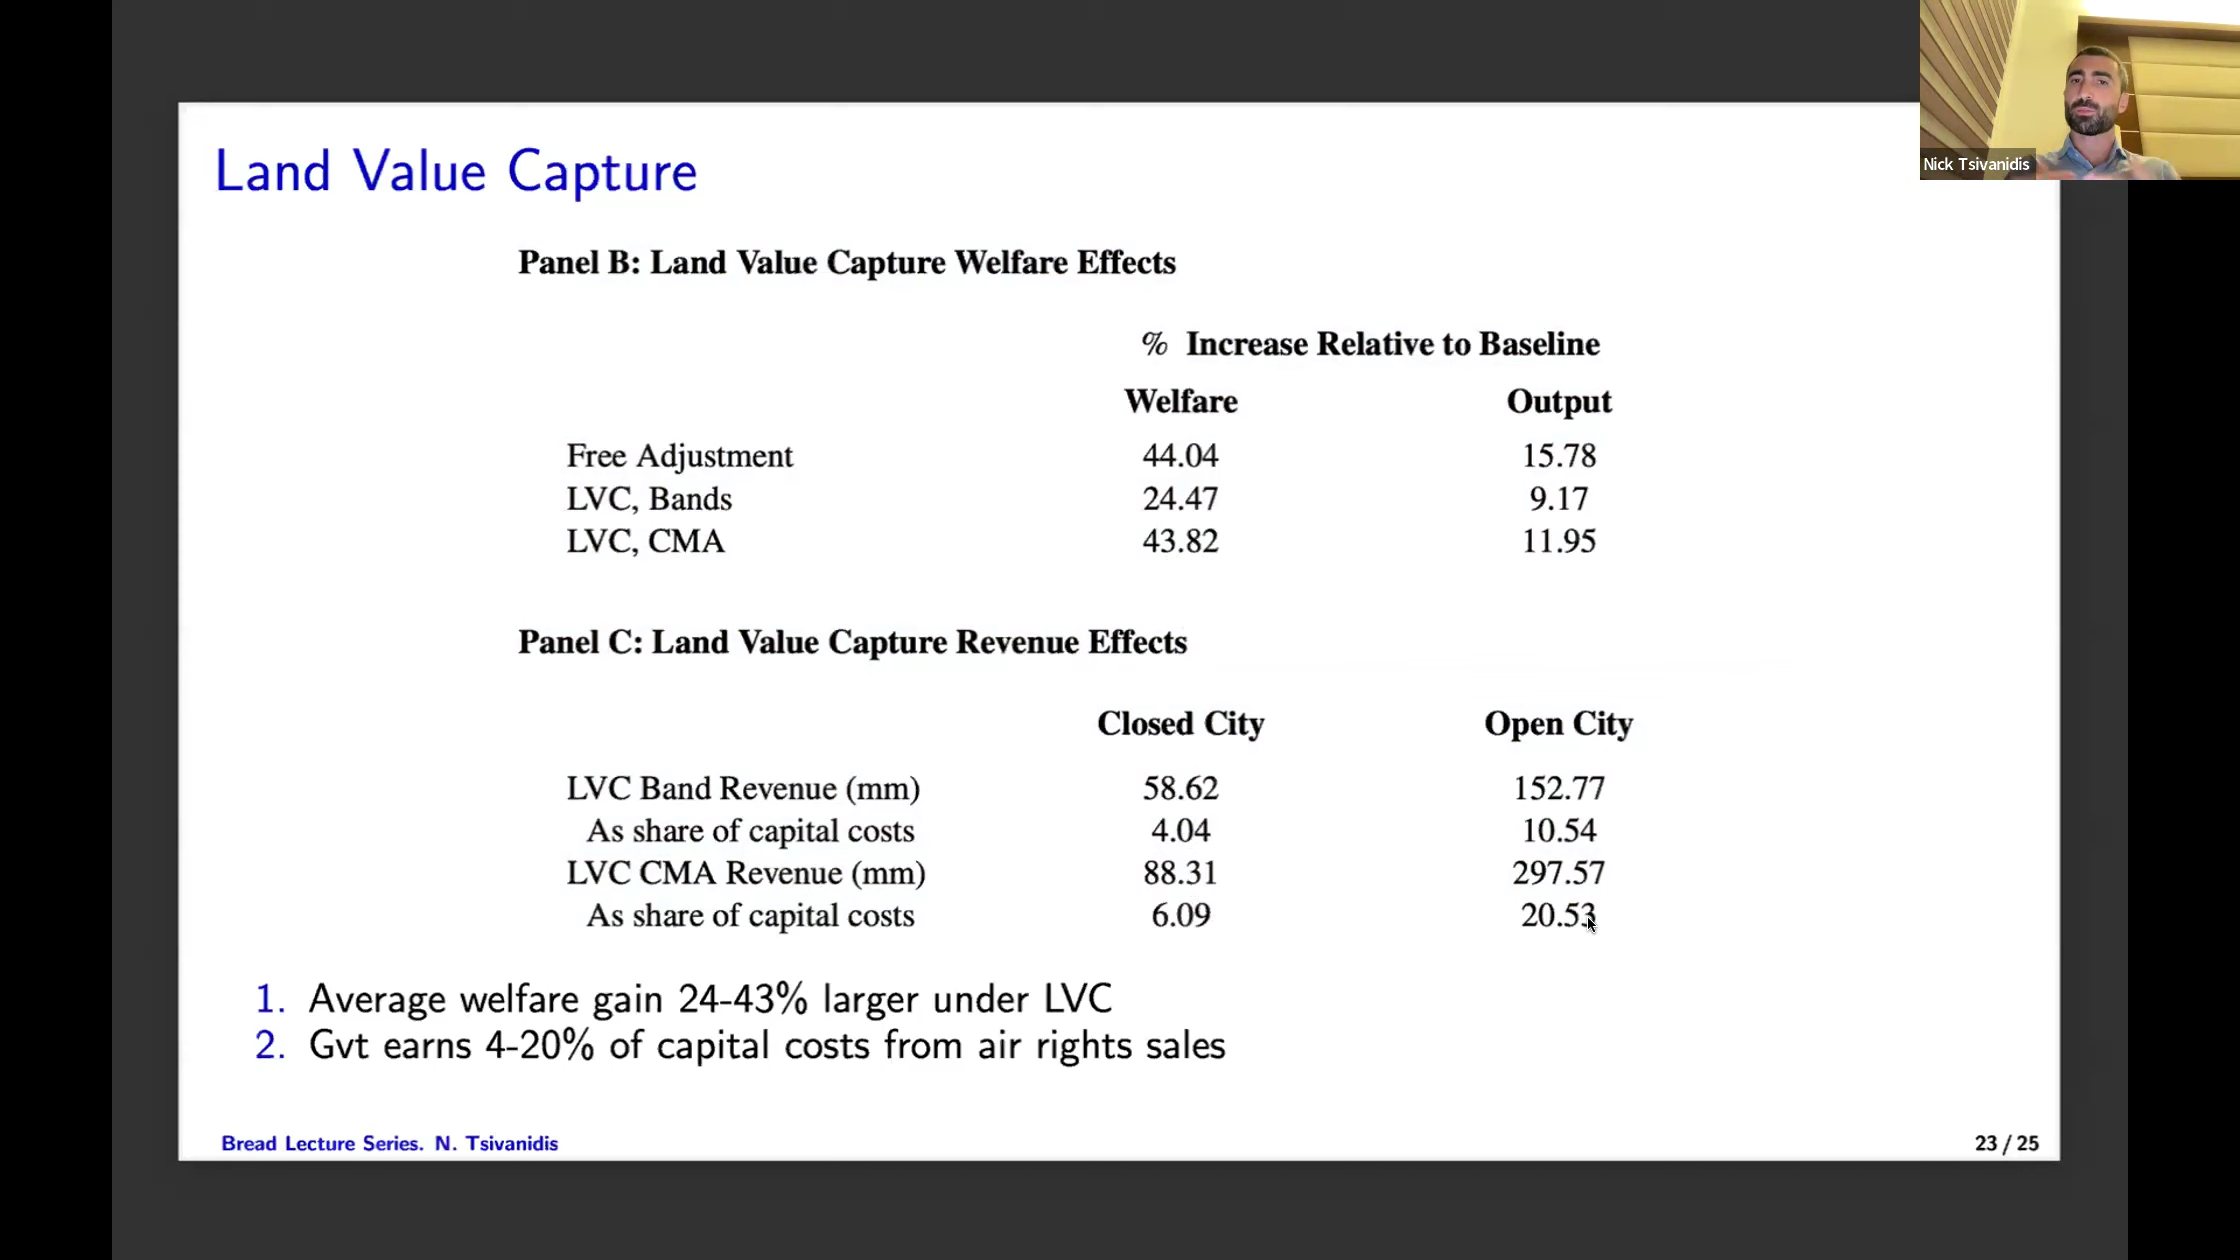 Nick Tsivanidis
Land Value Capture
Panel B: Land Value Capture Welfare Effects
% Increase Relative to Baseline
Welfare Output
Free Adjustment 44.04 15.78
LVC, Bands 24.47 9.17
LVC, CMA 43.82 11.95
Panel C: Land Value Capture Revenue Effects
Closed City Open City
LVC Band Revenue (mm) 58.62 152.77
As share of capital costs 4.04 10.54
LVC CMA Revenue (mm) 88.31 297.57
As share of capital costs 6.09 20.53
1. Average welfare gain 24-43% larger under LVC
2. Gvt earns 4-20% of capital costs from air rights sales
Bread Lecture Series. N. Tsivanidis 23 / 25